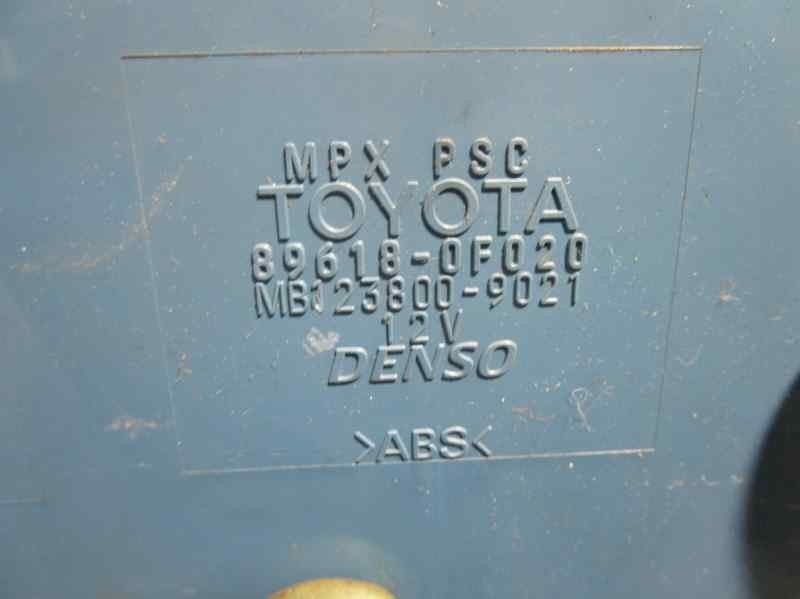 MPX PSC
TOYOTA
89618-0F020
MB123800-9021
12V
DENSO
>ABS<